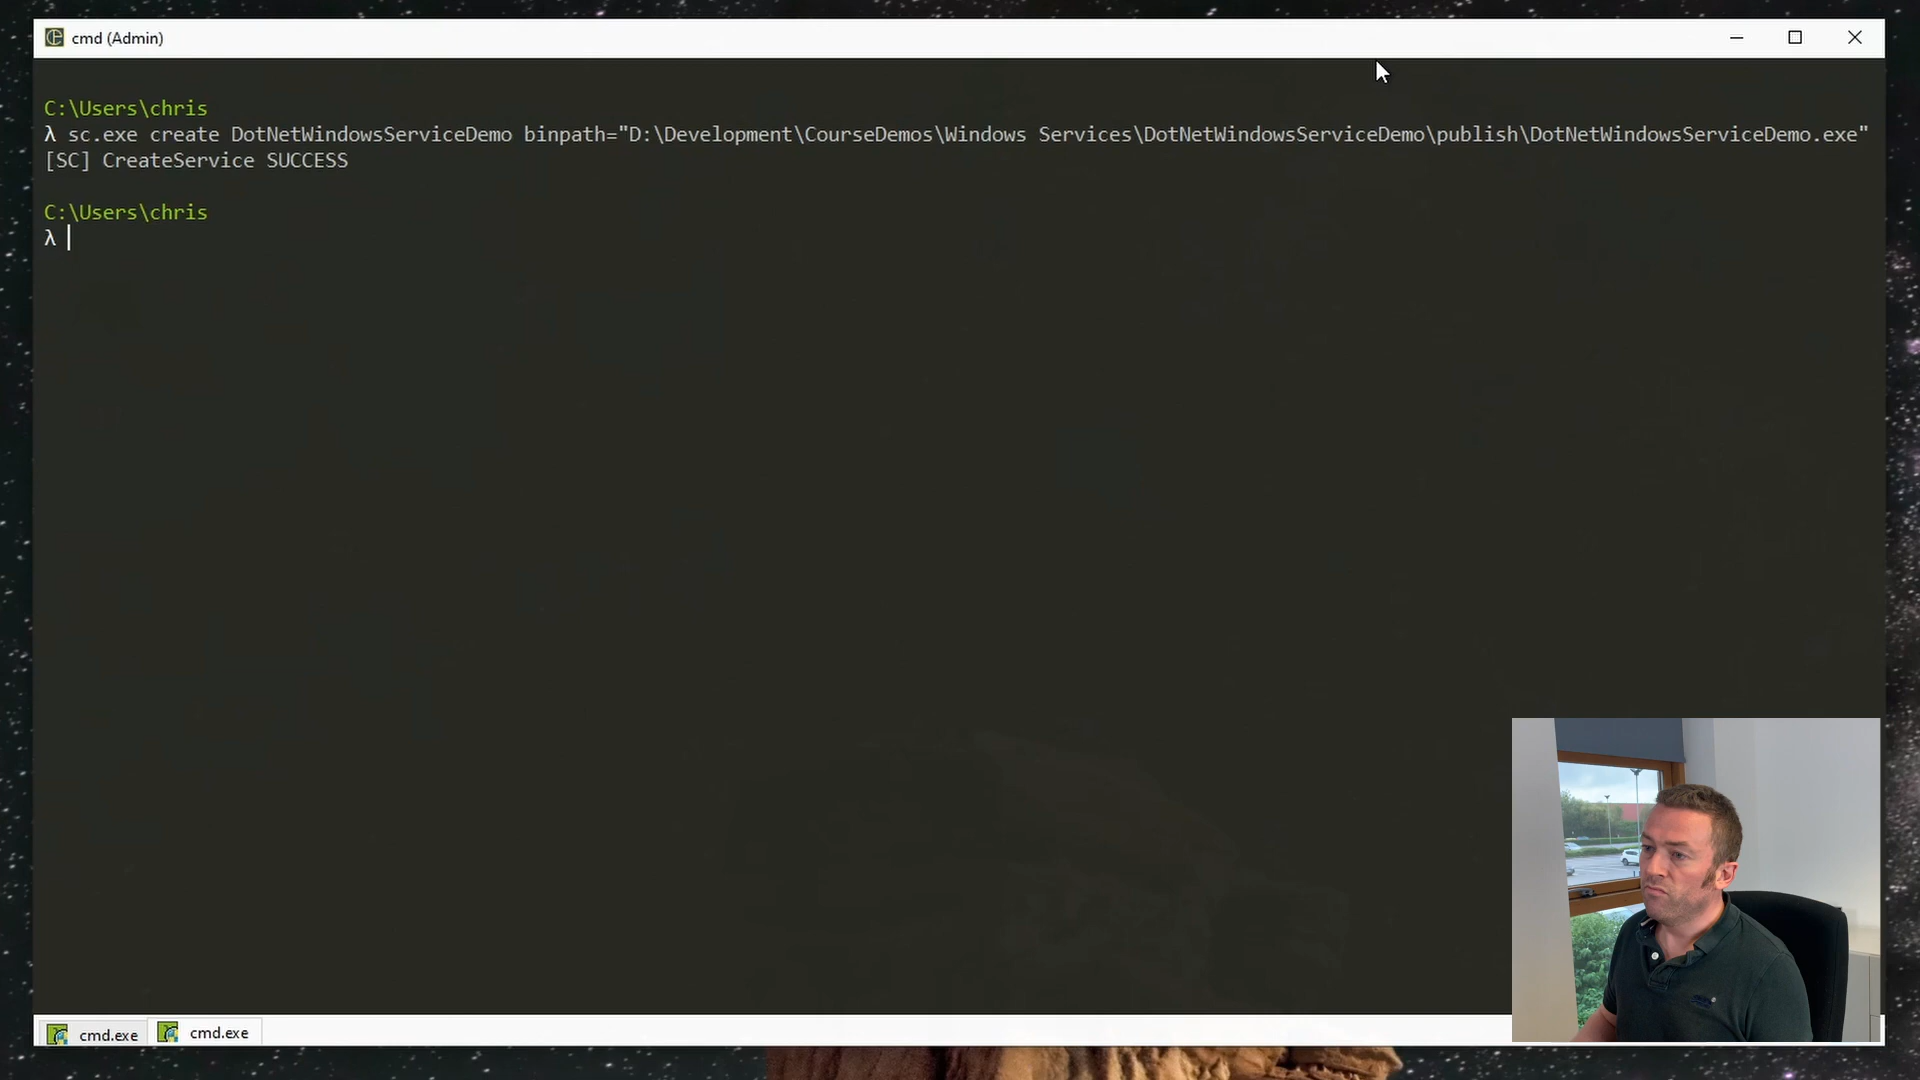 cmd (Admin)
C:\Users\chris
λ sc.exe create DotNetWindowsServiceDemo binpath="D:\Development\CourseDemos\Windows Services\DotNetWindowsServiceDemo\publish\DotNetWindowsServiceDemo.exe"
[SC] CreateService SUCCESS
C:\Users\chris
λ
cmd.exe
cmd.exe